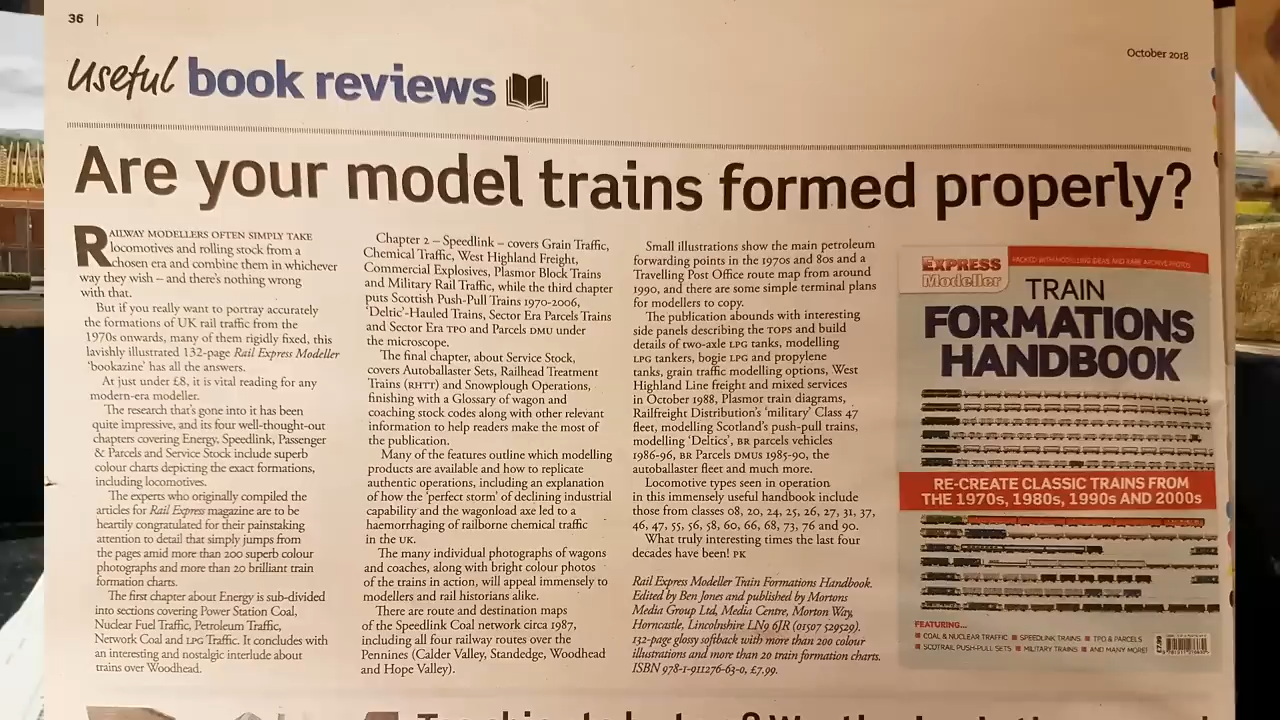 36 |
October 2018
Useful book reviews
Are your model trains formed properly?
RAILWAY MODELLERS OFTEN SIMPLY TAKE
locomotives and rolling stock from a
chosen era and combine them in whichever
way they wish – and there's nothing wrong
with that.
But if you really want to portray accurately
the formations of UK rail traffic from the
1970s onwards, many of them rigidly fixed, this
lavishly illustrated 132-page Rail Express Modeller
'bookazine' has all the answers.
At just under £8, it is vital reading for any
modern-era modeller.
The research that's gone into it has been
quite impressive, and its four well-thought-out
chapters covering Energy, Speedlink, Passenger
& Parcels and Service Stock include superb
colour charts depicting the exact formations,
including locomotives.
The experts who originally compiled the
articles for Rail Express magazine are to be
heartily congratulated for their painstaking
attention to detail that simply jumps from
the pages amid more than 200 superb colour
photographs and more than 20 brilliant train
formation charts.
The first chapter about Energy is sub-divided
into sections covering Power Station Coal,
Nuclear Fuel Traffic, Petroleum Traffic,
Network Coal and LPG Traffic. It concludes with
an interesting and nostalgic interlude about
trains over Woodhead.
Chapter 2 – Speedlink – covers Grain Traffic,
Chemical Traffic, West Highland Freight,
Commercial Explosives, Plasmor Block Trains
and Military Rail Traffic, while the third chapter
puts Scottish Push-Pull Trains 1970-2006,
'Deltic'-Hauled Trains, Sector Era Parcels Trains
and Sector Era TPO and Parcels DMU under
the microscope.
The final chapter, about Service Stock,
covers Autoballaster Sets, Railhead Treatment
Trains (RHTT) and Snowplough Operations,
finishing with a Glossary of wagon and
coaching stock codes along with other relevant
information to help readers make the most of
the publication.
Many of the features outline which modelling
products are available and how to replicate
authentic operations, including an explanation
of how the 'perfect storm' of declining industrial
capability and the wagonload axe led to a
haemorrhaging of railborne chemical traffic
in the UK.
The many individual photographs of wagons
and coaches, along with bright colour photos
of the trains in action, will appeal immensely to
modellers and rail historians alike.
There are route and destination maps
of the Speedlink Coal network circa 1987,
including all four railway routes over the
Pennines (Calder Valley, Standedge, Woodhead
and Hope Valley).
Small illustrations show the main petroleum
forwarding points in the 1970s and 80s and a
Travelling Post Office route map from around
1990, and there are some simple terminal plans
for modellers to copy.
The publication abounds with interesting
side panels describing the TOPS and build
details of two-axle LPG tanks, modelling
LPG tankers, bogie LPG and propylene
tanks, grain traffic modelling options, West
Highland Line freight and mixed services
in October 1988, Plasmor train diagrams,
Railfreight Distribution's 'military' Class 47
fleet, modelling Scotland's push-pull trains,
modelling 'Deltics', BR parcels vehicles
1986-96, BR Parcels DMUS 1985-90, the
autoballaster fleet and much more.
Locomotive types seen in operation
in this immensely useful handbook include
those from classes 08, 20, 24, 25, 26, 27, 31, 37,
46, 47, 55, 56, 58, 60, 66, 68, 73, 76 and 90.
What truly interesting times the last four
decades have been! PK
Rail Express Modeller Train Formations Handbook.
Edited by Ben Jones and published by Mortons
Media Group Ltd, Media Centre, Morton Way,
Horncastle, Lincolnshire LN9 6JR (01507 529529).
132-page glossy softback with more than 200 colour
illustrations and more than 20 train formation charts.
ISBN 978-1-911276-63-0, £7.99.
EXPRESS
Modeller
PACKED WITH MODELLING IDEAS AND RARE ARCHIVE PHOTOS
TRAIN
FORMATIONS
HANDBOOK
RE-CREATE CLASSIC TRAINS FROM
THE 1970s, 1980s, 1990s AND 2000s
FEATURING...
COAL & NUCLEAR TRAFFIC SPEEDLINK TRAINS TPO & PARCELS
SCOTRAIL PUSH-PULL SETS MILITARY TRAINS AND MANY MORE!
£7.99